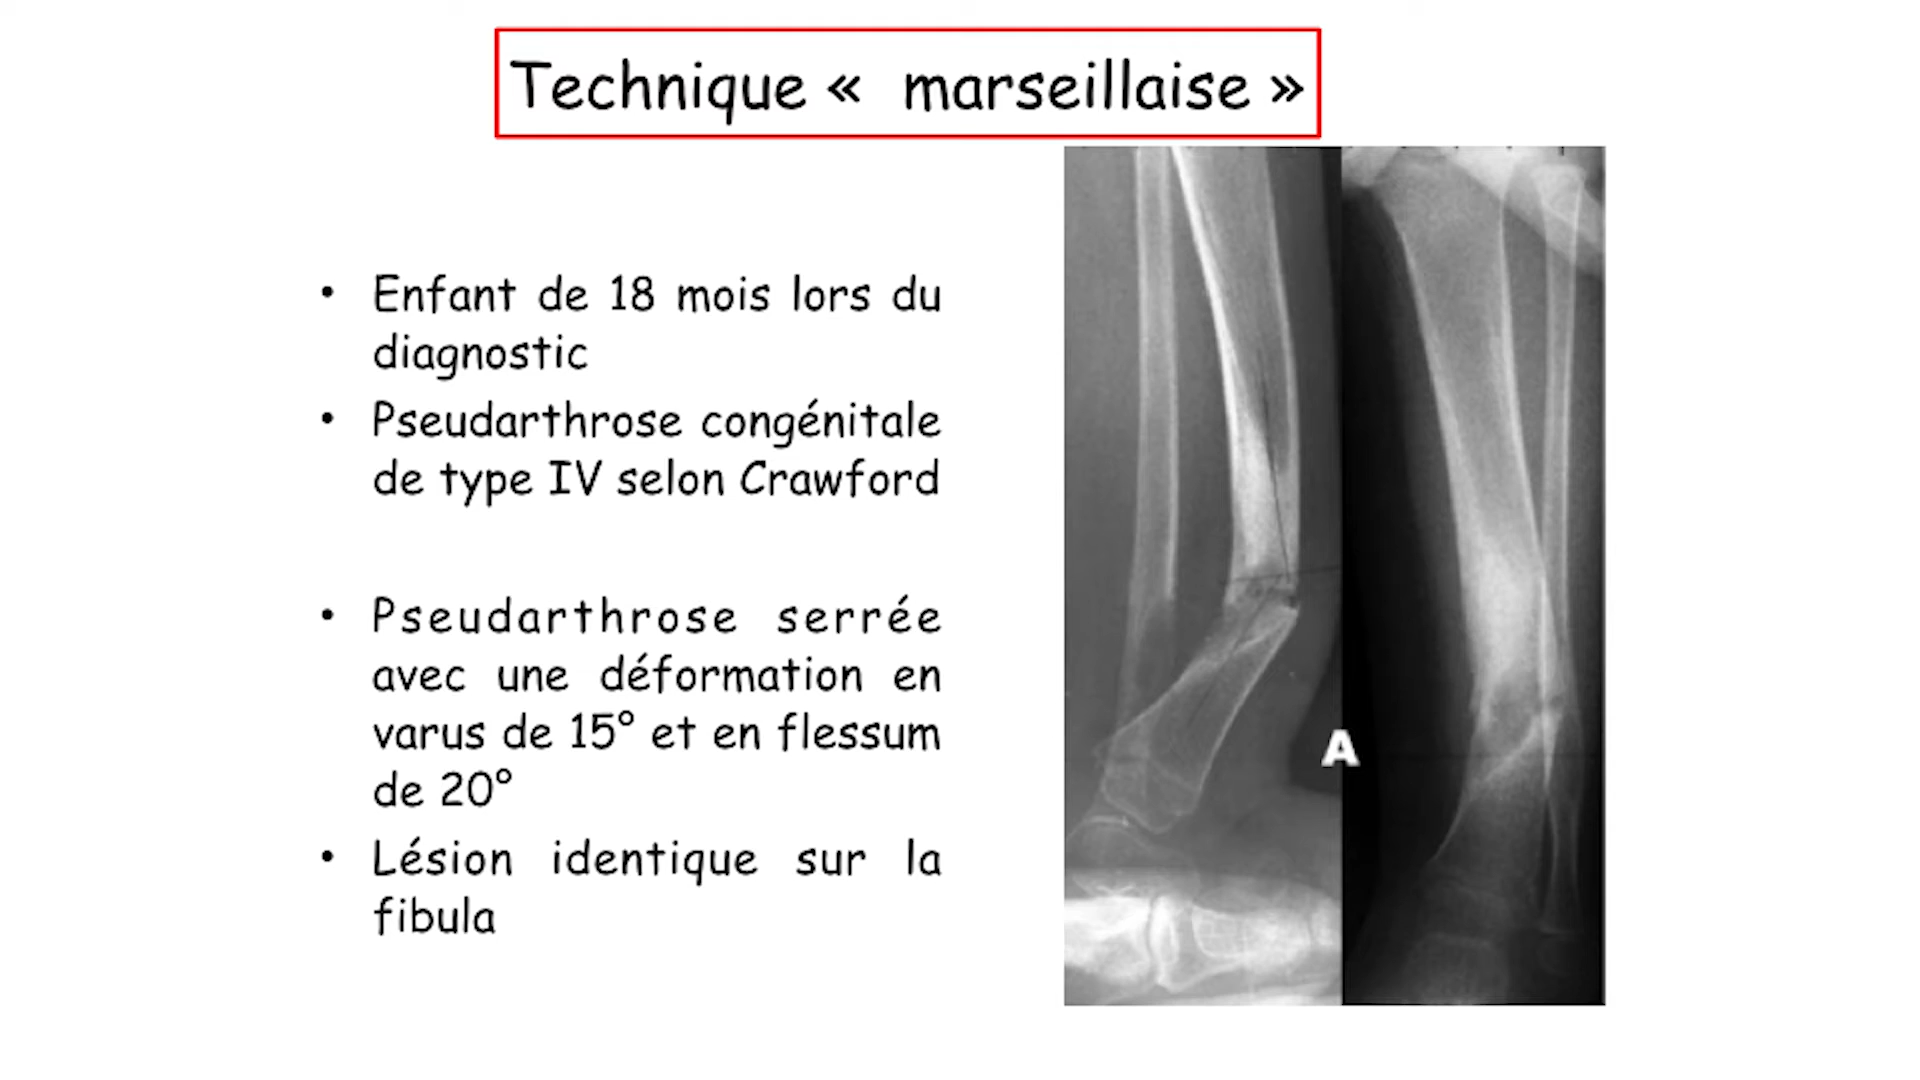 Technique «  marseillaise »
• Enfant de 18 mois lors du
diagnostic
• Pseudarthrose congénitale
de type IV selon Crawford
• Pseudarthrose serrée
avec une déformation en
varus de 15° et en flessum
de 20°
• Lésion identique sur la
fibula
A